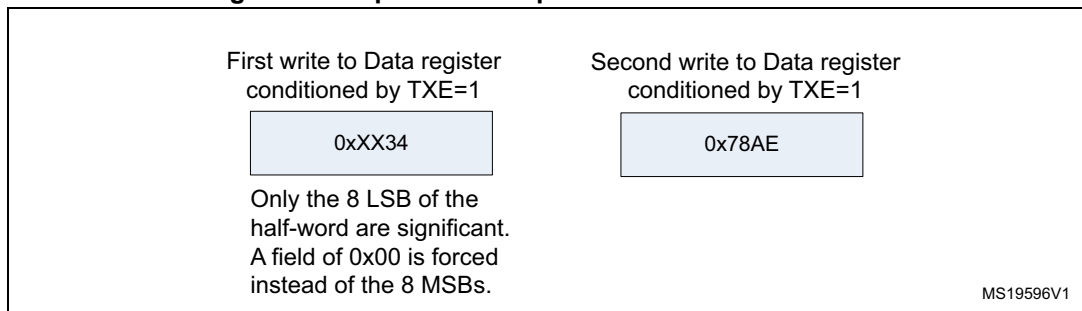 First write to Data register
conditioned by TXE=1
0xXX34
Only the 8 LSB of the
half-word are significant.
A field of 0x00 is forced
instead of the 8 MSBs.
Second write to Data register
conditioned by TXE=1
0x78AE
MS19596V1